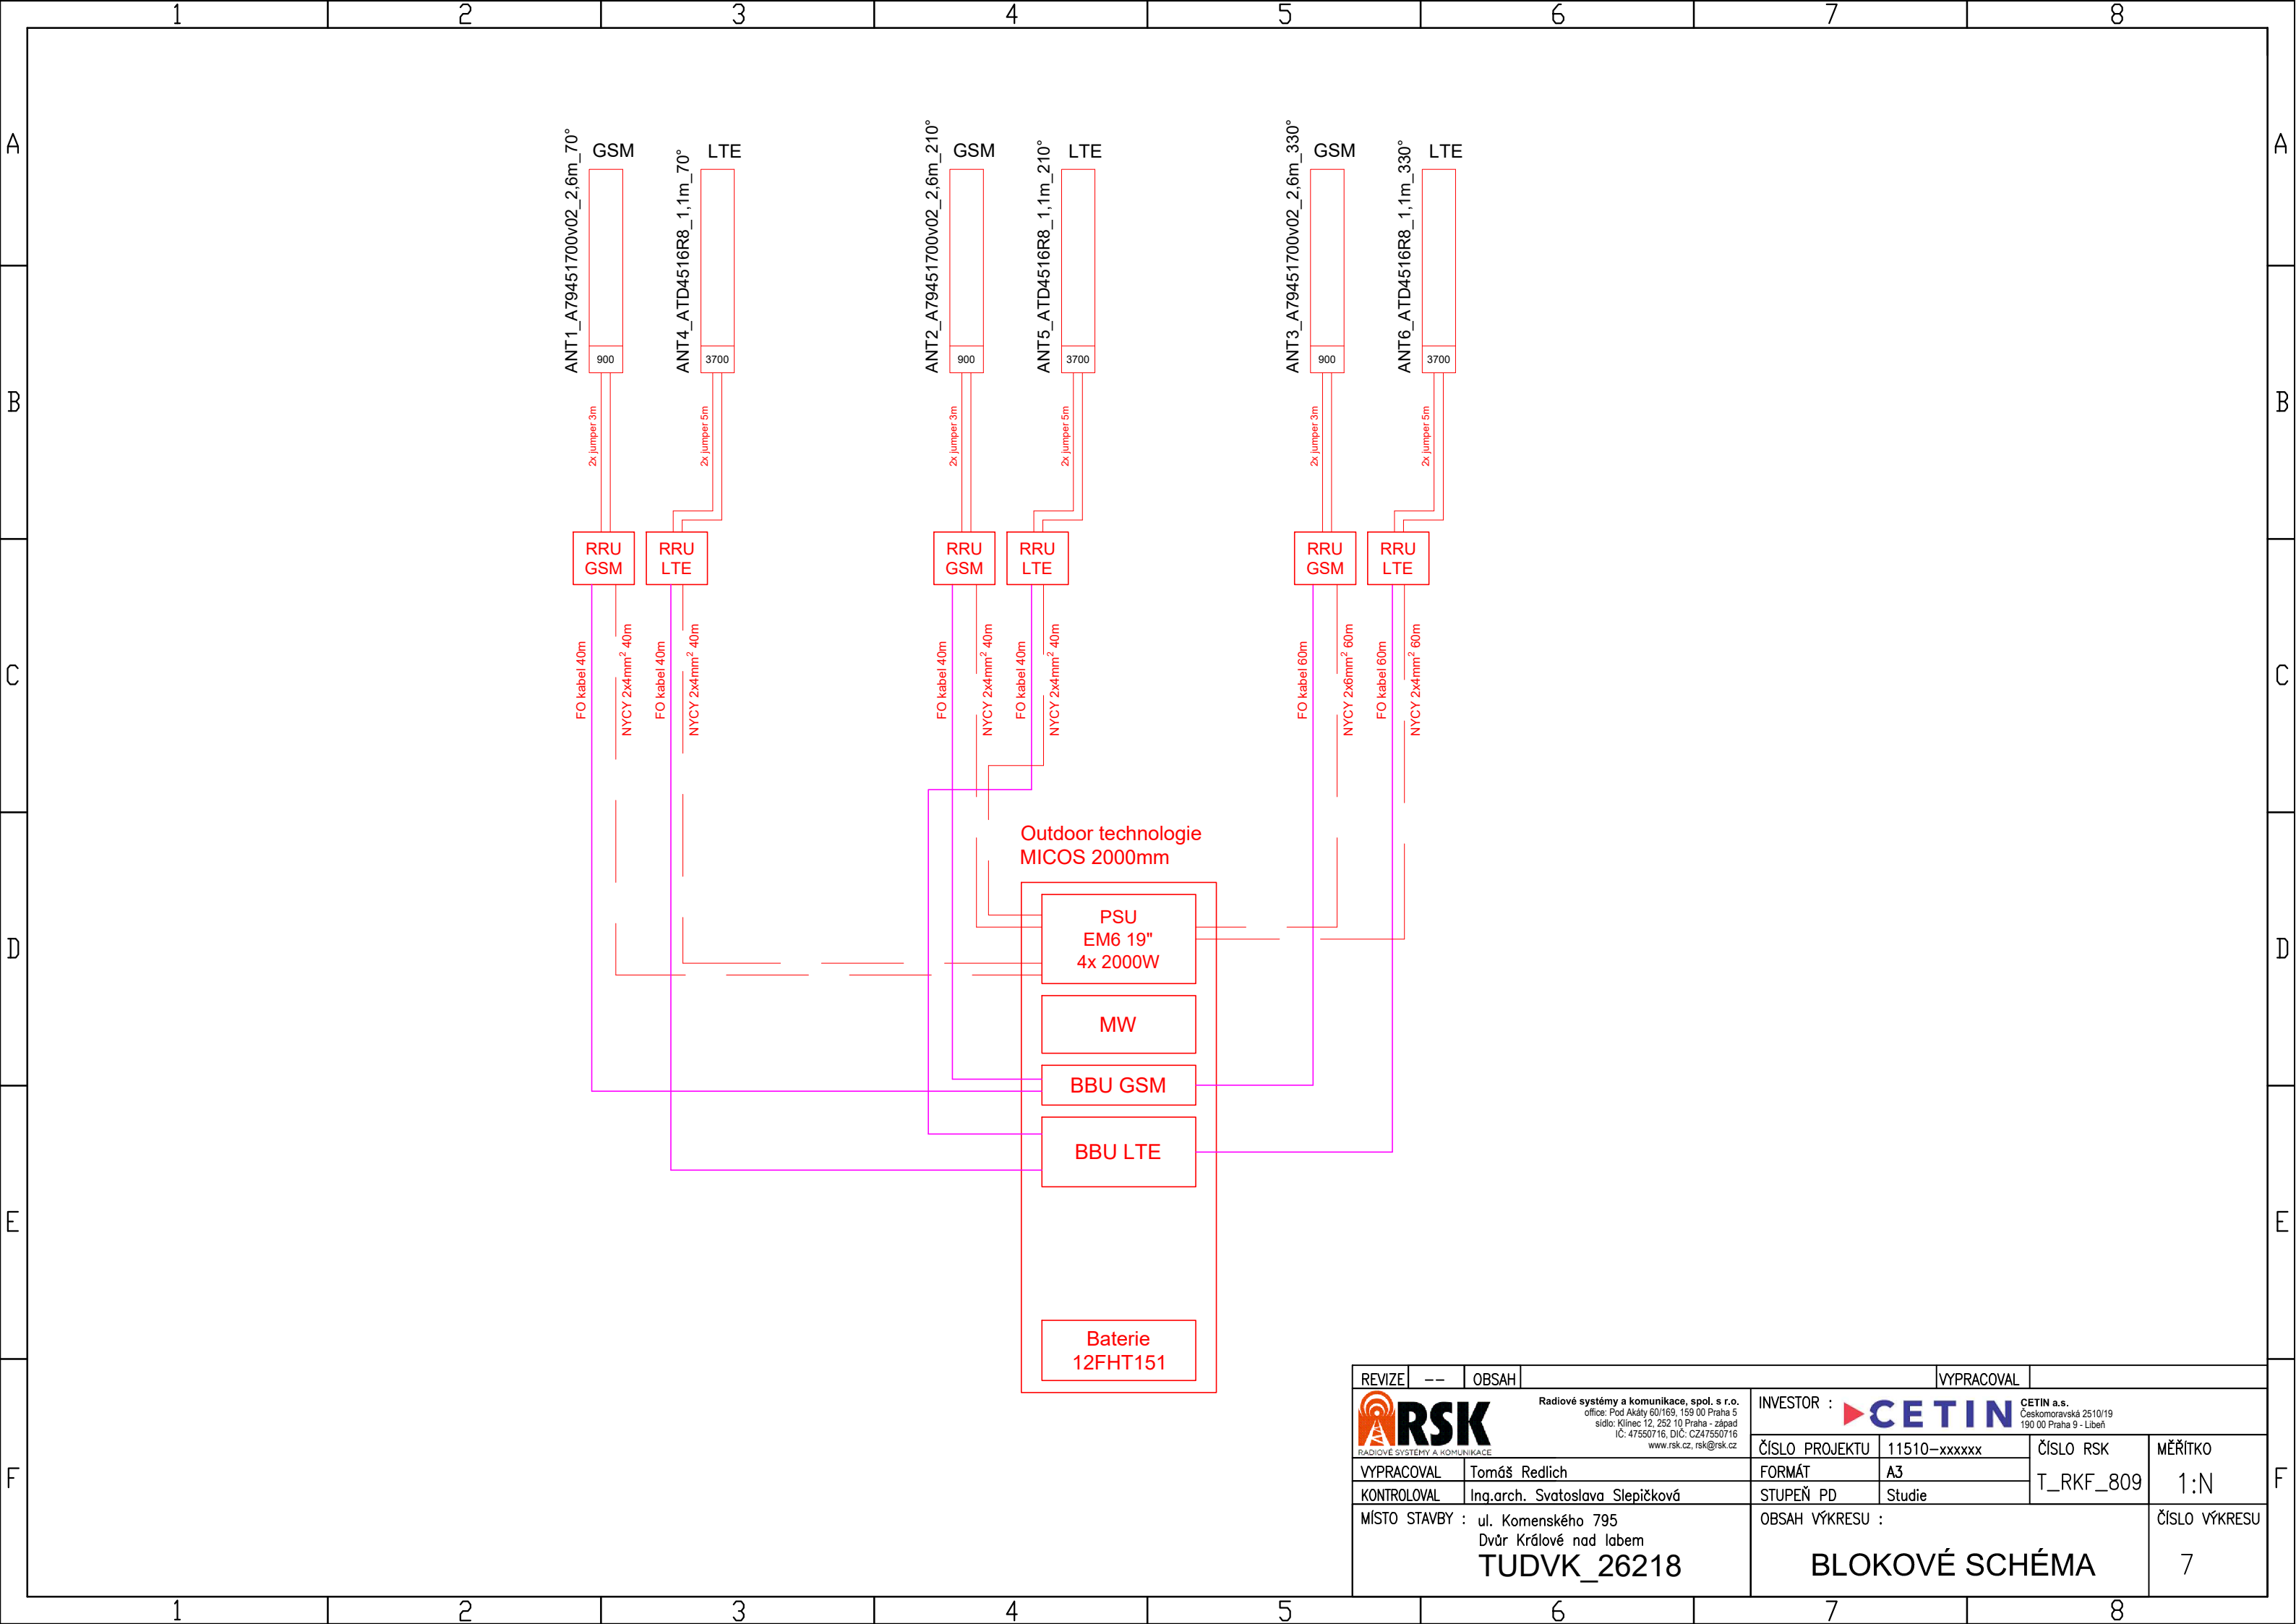 1 2 3 4 5 6 7 8
A
B
C
D
E
F
A
B
C
D
E
F
GSM
LTE
GSM
LTE
GSM
LTE
ANT1_A79451700v02_2,6m_70°
ANT4_ATD4516R8_1,1m_70°
ANT2_A79451700v02_2,6m_210°
ANT5_ATD4516R8_1,1m_210°
ANT3_A79451700v02_2,6m_330°
ANT6_ATD4516R8_1,1m_330°
900
3700
900
3700
900
3700
2x jumper 3m
2x jumper 5m
2x jumper 3m
2x jumper 5m
2x jumper 3m
2x jumper 5m
RRU
GSM
RRU
LTE
RRU
GSM
RRU
LTE
RRU
GSM
RRU
LTE
FO kabel 40m
NYCY 2x4mm² 40m
FO kabel 40m
NYCY 2x4mm² 40m
FO kabel 40m
NYCY 2x4mm² 40m
FO kabel 40m
NYCY 2x4mm² 40m
FO kabel 60m
NYCY 2x6mm² 60m
FO kabel 60m
NYCY 2x4mm² 60m
Outdoor technologie
MICOS 2000mm
PSU
EM6 19"
4x 2000W
MW
BBU GSM
BBU LTE
Baterie
12FHT151
REVIZE -- OBSAH VYPRACOVAL
RSK
RADIOVÉ SYSTÉMY A KOMUNIKACE
Radiové systémy a komunikace, spol. s r.o.
office: Pod Akáty 60/169, 159 00 Praha 5
sídlo: Klínec 12, 252 10 Praha - západ
IČ: 47550716, DIČ: CZ47550716
www.rsk.cz, rsk@rsk.cz
INVESTOR : CETIN
CETIN a.s.
Českomoravská 2510/19
190 00 Praha 9 - Libeň
ČÍSLO PROJEKTU 11510-xxxxxx
ČÍSLO RSK
T_RKF_809
MĚŘÍTKO
1:N
VYPRACOVAL Tomáš Redlich
FORMÁT A3
KONTROLOVAL Ing.arch. Svatoslava Slepičková
STUPEŇ PD Studie
MÍSTO STAVBY : ul. Komenského 795
Dvůr Králové nad labem
TUDVK_26218
OBSAH VÝKRESU :
BLOKOVÉ SCHÉMA
ČÍSLO VÝKRESU
7
1 2 3 4 5 6 7 8